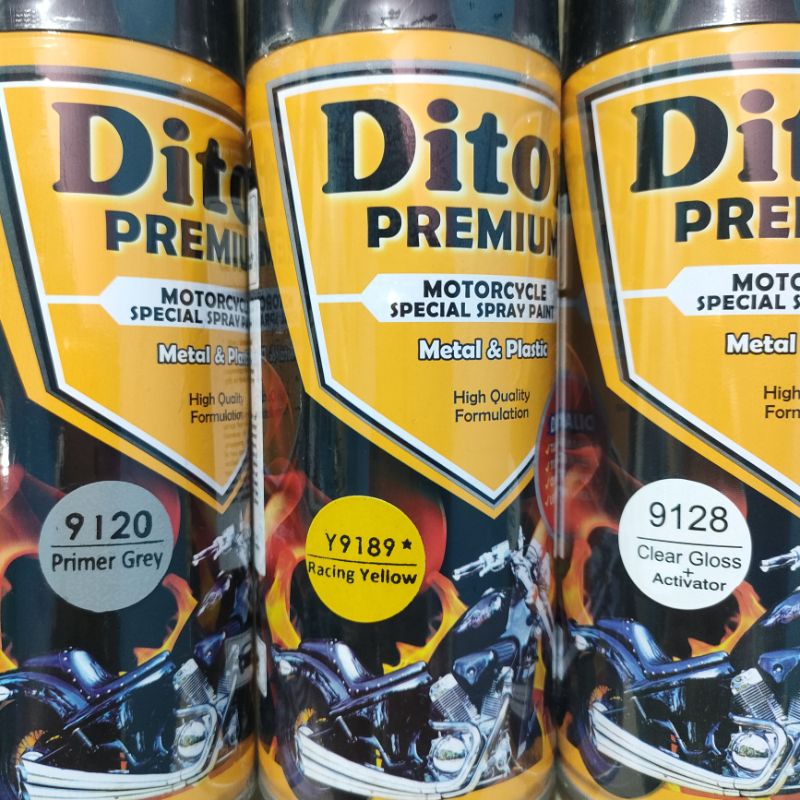 Dito
PREMIU
MOTORCYCLE
SPECIAL SPRAY PAINT
Metal & Plastic
High Quality
Formulation
9120
Primer Grey
Dito
PREMIUM
MOTORCYCLE
SPECIAL SPRAY PAINT
Metal & Plastic
High Quality
Formulation
Y9189*
Racing Yellow
Dit
PRE
MOTO
SPECIAL S
Metal
High
Form
9128
Clear Gloss
+
Activator